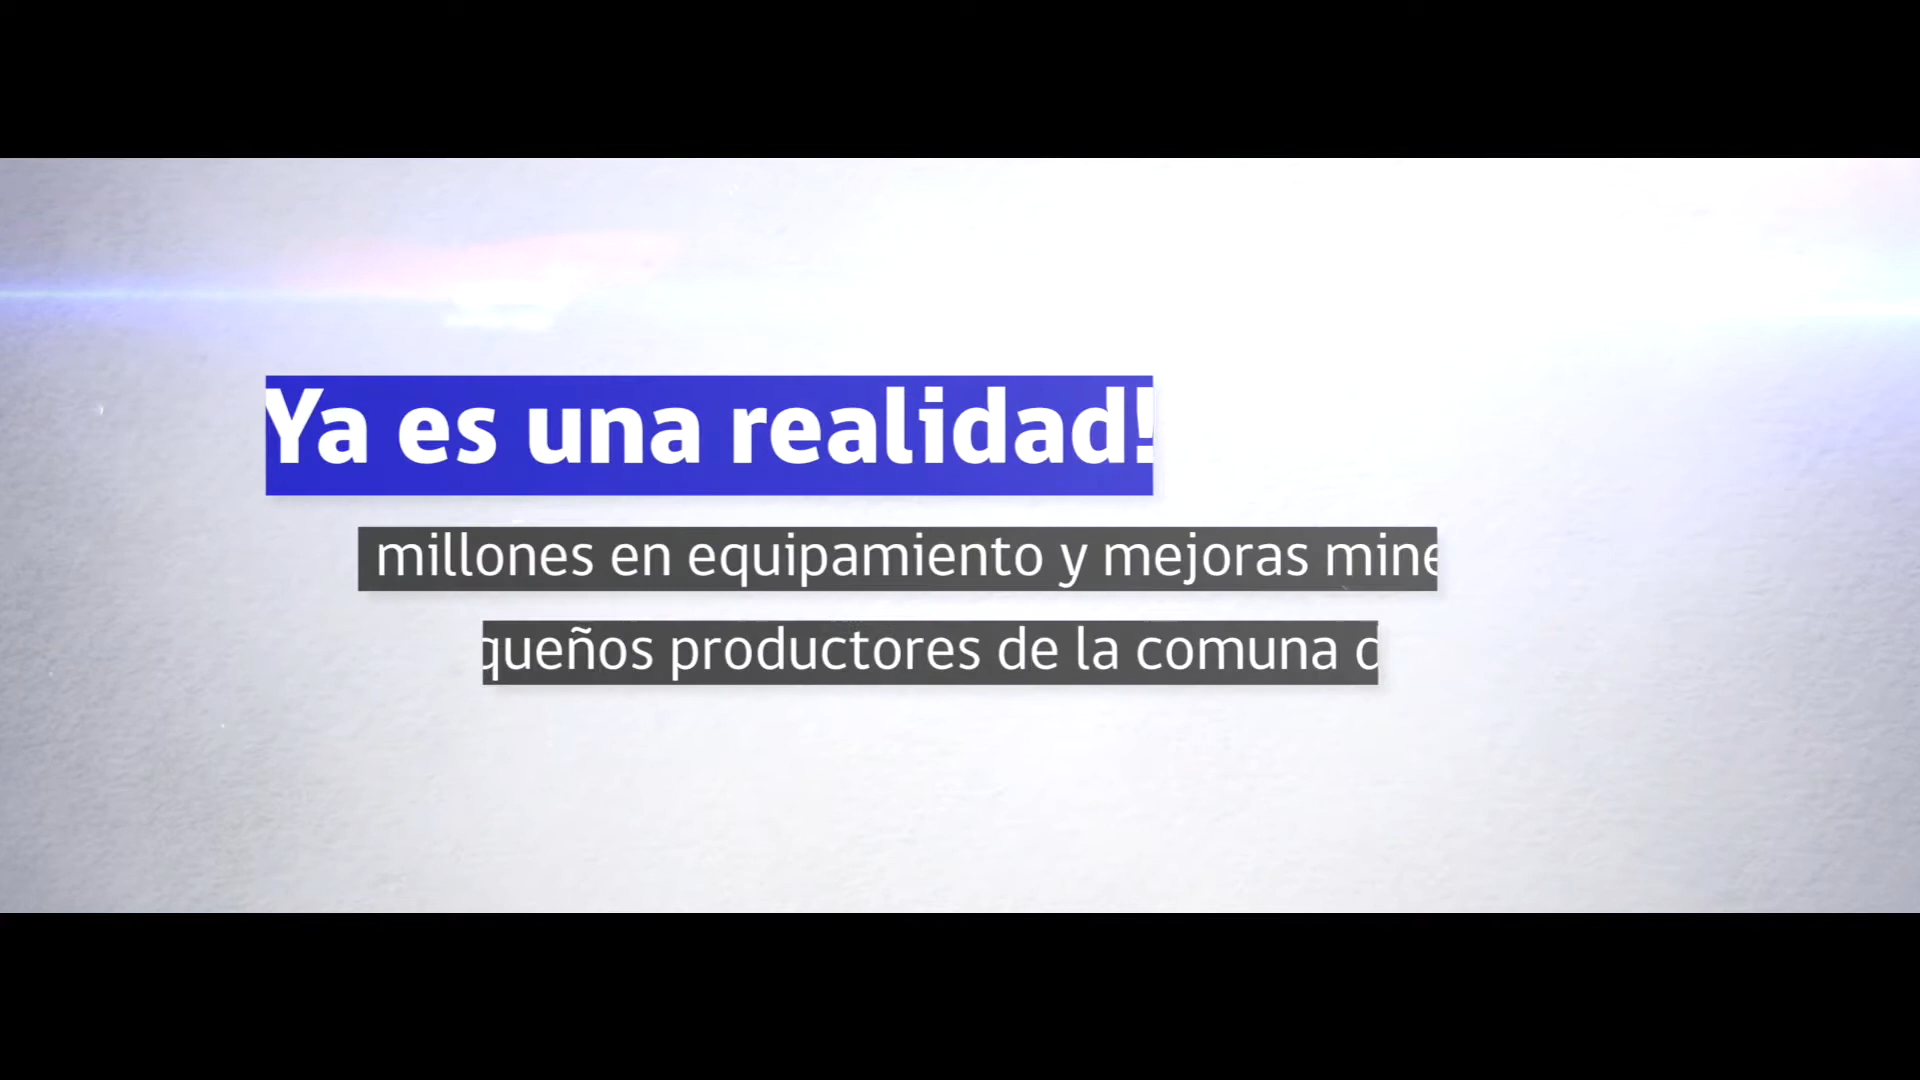 Ya es una realidad!
millones en equipamiento y mejoras mine
queños productores de la comuna d